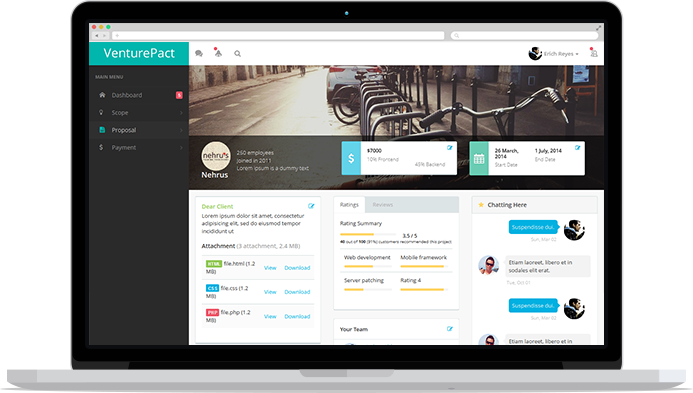 VenturePact
Erich Reyes
MAIN MENU
Dashboard
Scope
Proposal
Payment
nehru's
Nehrus
250 employees
Joined in 2011
Lorem ipsum is a dummy text
$
$7000
10% Frontend
45% Backend
26 March,
2014
Start Date
1 July, 2014
End Date
Dear Client
Lorem ipsum dolor sit amet, consectetur
adipiscing elit, sed do eiusmod tempor
incididunt ut
Attachment (3 attachment, 2.4 MB)
HTML file.html (1.2
MB)
View Download
CSS file.css (1.2
MB)
View Download
PHP file.php (1.2
MB)
View Download
Ratings
Reviews
Rating Summary
3.5 / 5
40 out of 100 (91%) customers recommended this project
Web development
Mobile framework
Server patching
Rating 4
Your Team
Chatting Here
Suspendisse dui.
Sun, Mar 02
Etiam laoreet, libero et in
sodales elit erat.
Suspendisse dui.
Sun, Mar 02
Etiam laoreet, libero et in